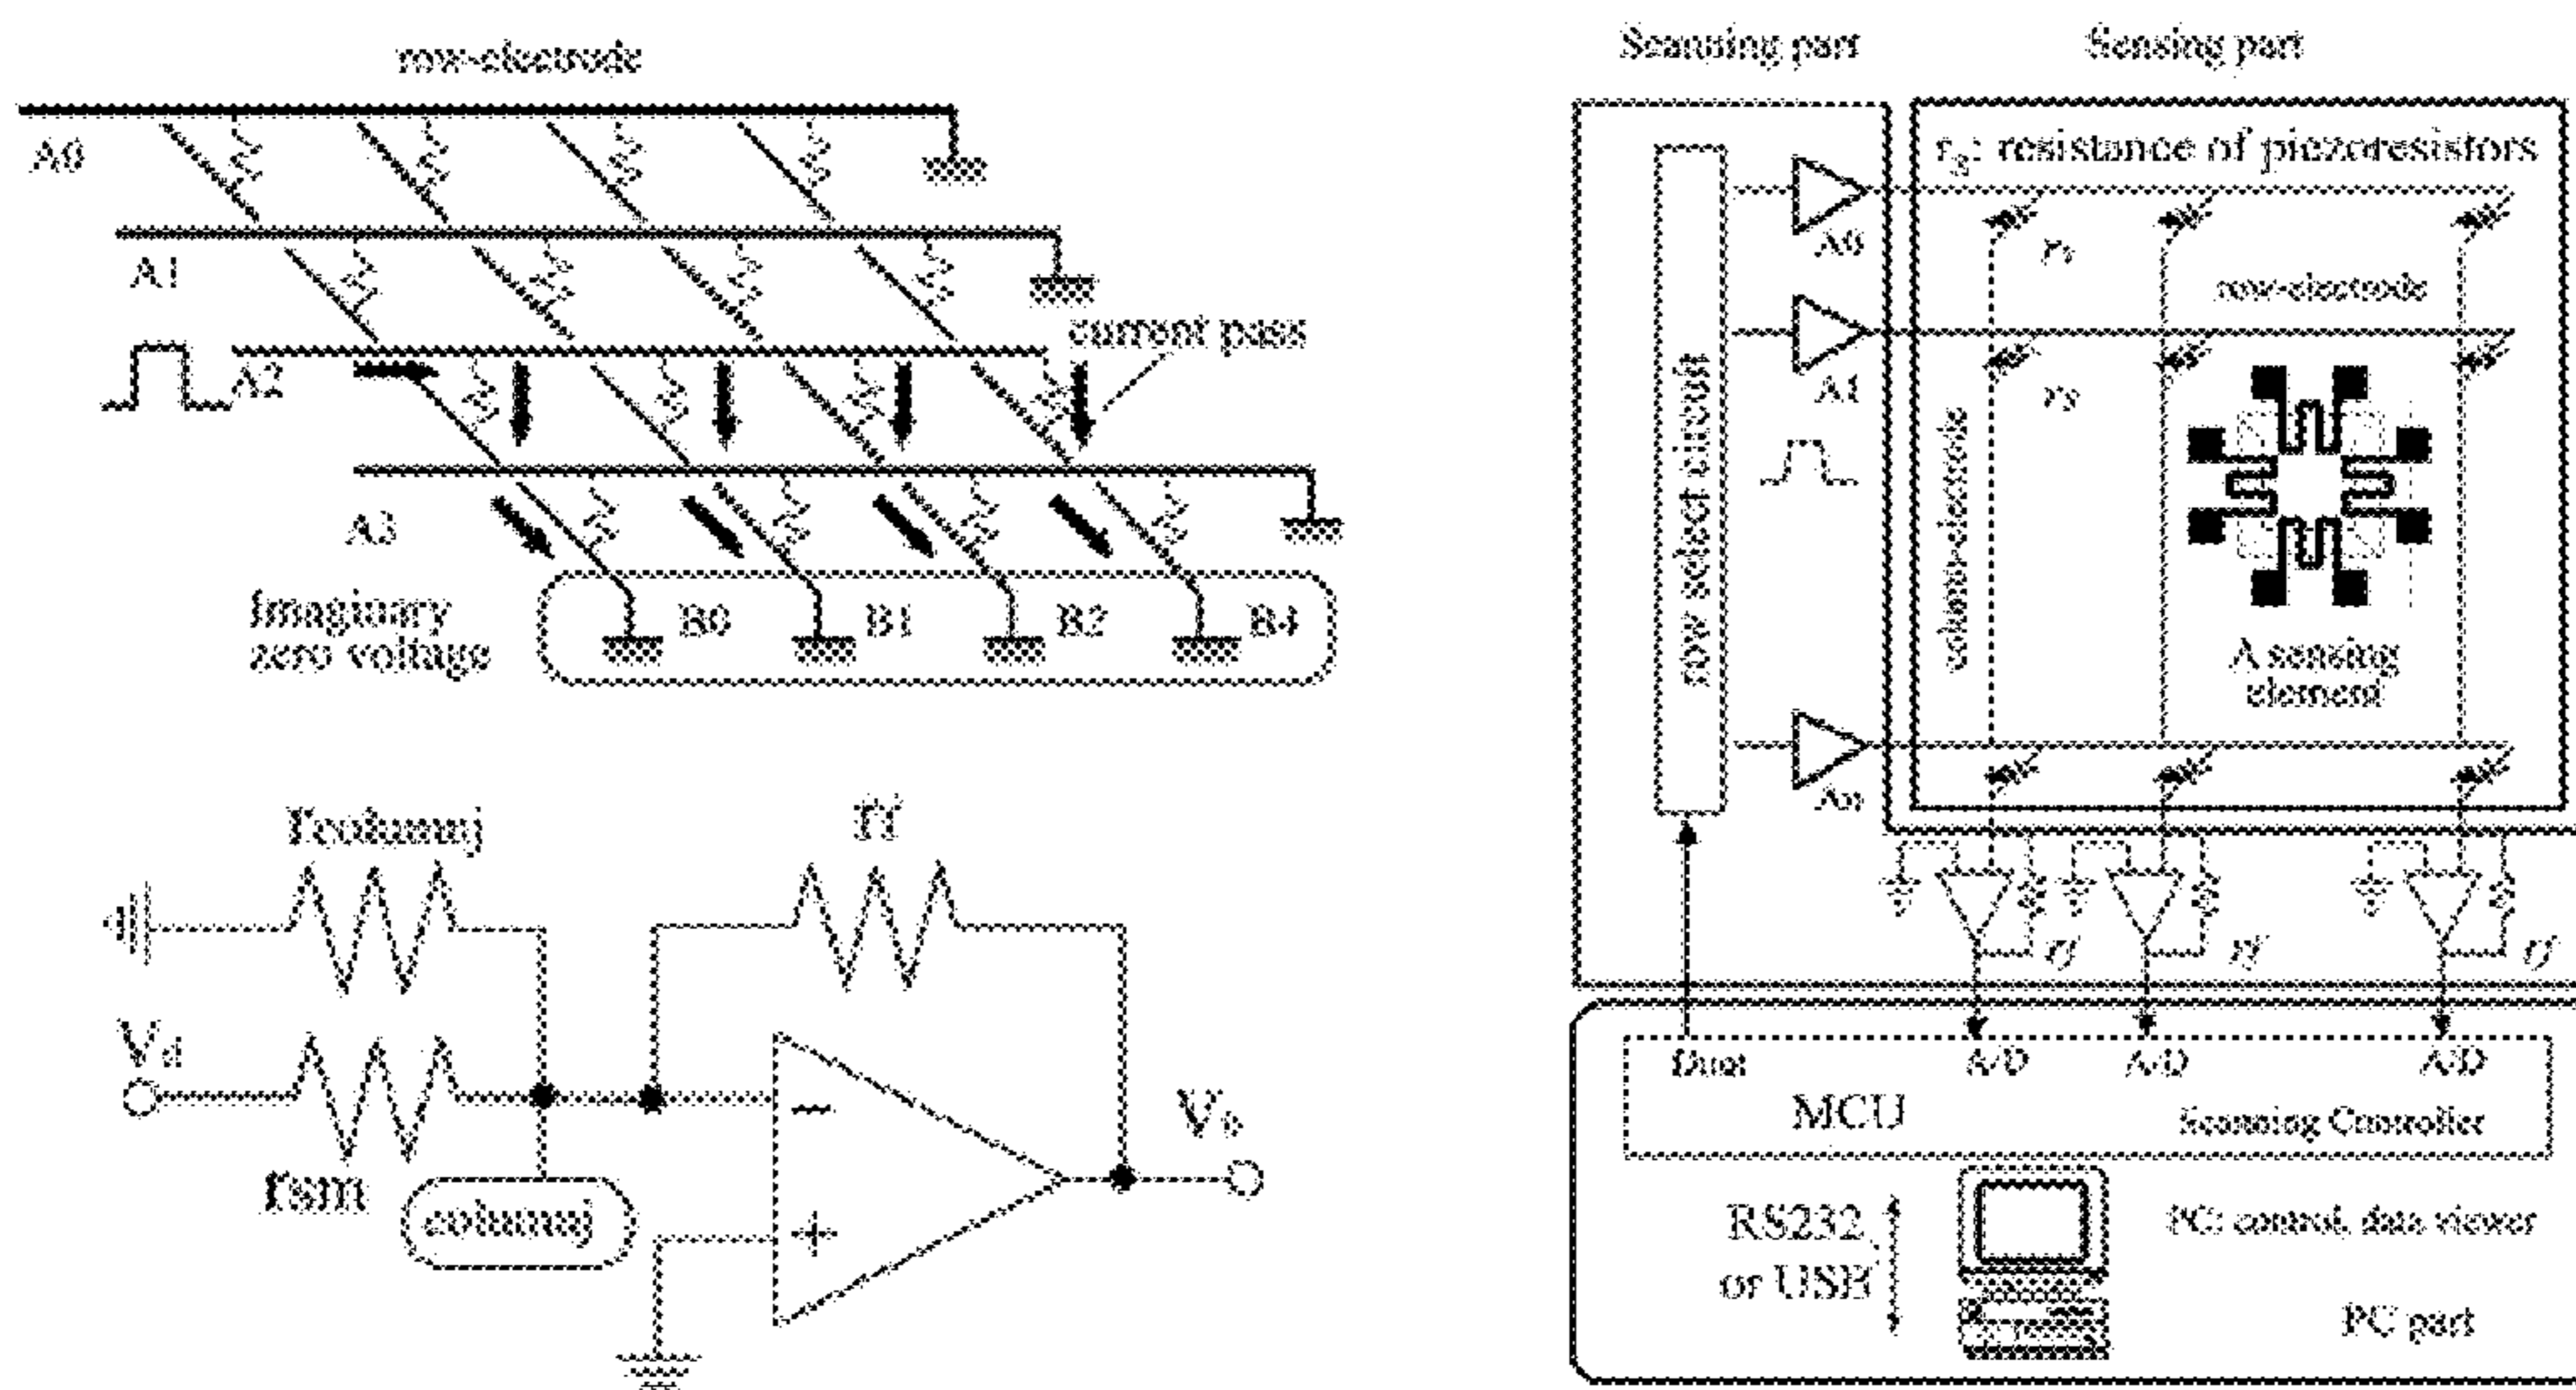 row-electrode
A0
A1
A2
current pass
A3
Imaginary
zero voltage
B0
B1
B2
B4
rcolumnj
rf
Vd
rsm
columnj
−
+
Vo
Scanning part
Sensing part
rs: resistance of piezoresistors
A0
rs
row-electrode
A1
rs
row select circuit
column-electrode
A sensing
element
An
rf
rf
rf
Dout
A/D
A/D
A/D
MCU
Scanning Controller
RS232
or USB
PC: control, data viewer
PC part